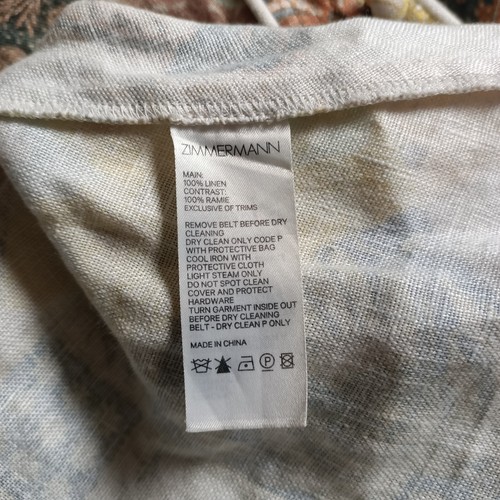 ZIMMERMANN
MAIN:
100% LINEN
CONTRAST:
100% RAMIE
EXCLUSIVE OF TRIMS
REMOVE BELT BEFORE DRY
CLEANING
DRY CLEAN ONLY CODE P
WITH PROTECTIVE BAG
COOL IRON WITH
PROTECTIVE CLOTH
LIGHT STEAM ONLY
DO NOT SPOT CLEAN
COVER AND PROTECT
HARDWARE
TURN GARMENT INSIDE OUT
BEFORE DRY CLEANING
BELT - DRY CLEAN P ONLY
MADE IN CHINA
P